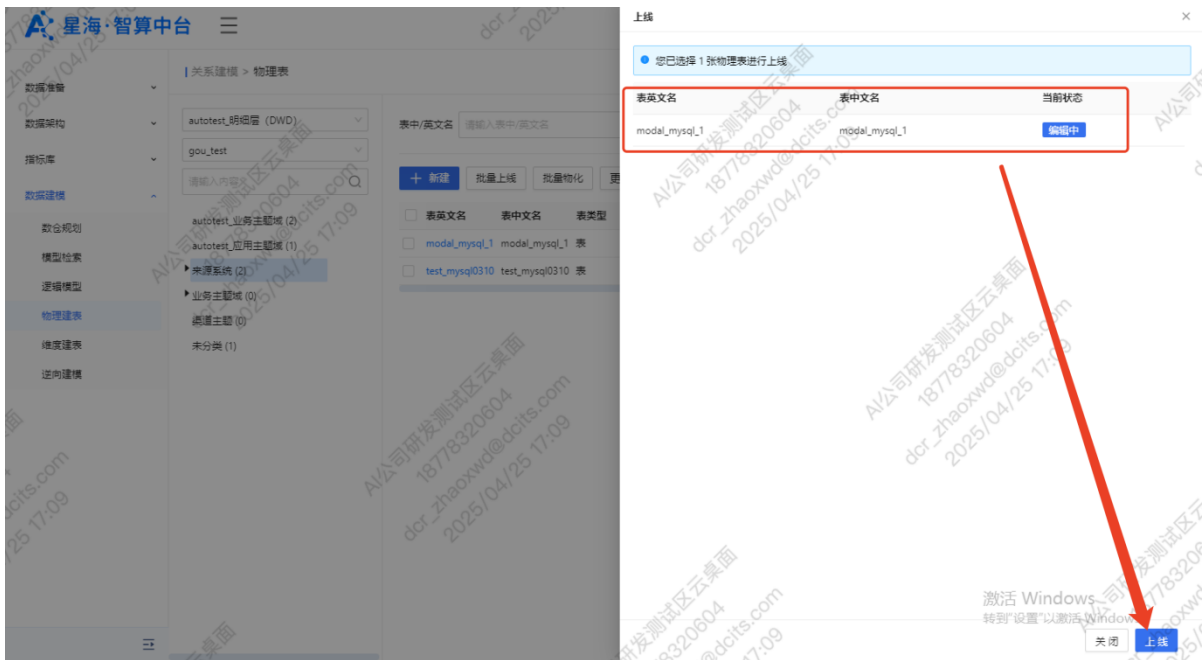 星海·智算中台
数据准备
数据架构
指标库
数据建模
数仓规划
模型检索
逻辑模型
物理建表
维度建表
逆向建模
关系建模 > 物理表
autotest_明细层 (DWD)
gou_test
请输入内容
autotest_业务主题域 (2)
autotest_应用主题域 (1)
来源系统 (2)
业务主题域 (0)
渠道主题 (0)
未分类 (1)
表中/英文名 请输入表中/英文名
新建 批量上线 批量物化 更
表英文名 表中文名 表类型
modal_mysql_1 modal_mysql_1 表
test_mysql0310 test_mysql0310 表
上线
您已选择 1 张物理表进行上线
表英文名 表中文名 当前状态
modal_mysql_1 modal_mysql_1 编辑中
激活 Windows
转到"设置"以激活 Window
关闭 上线
AI公司研发测试区云桌面
18778320604
dcr_zhaoxwd@dcits.com
2025/04/25 17:09